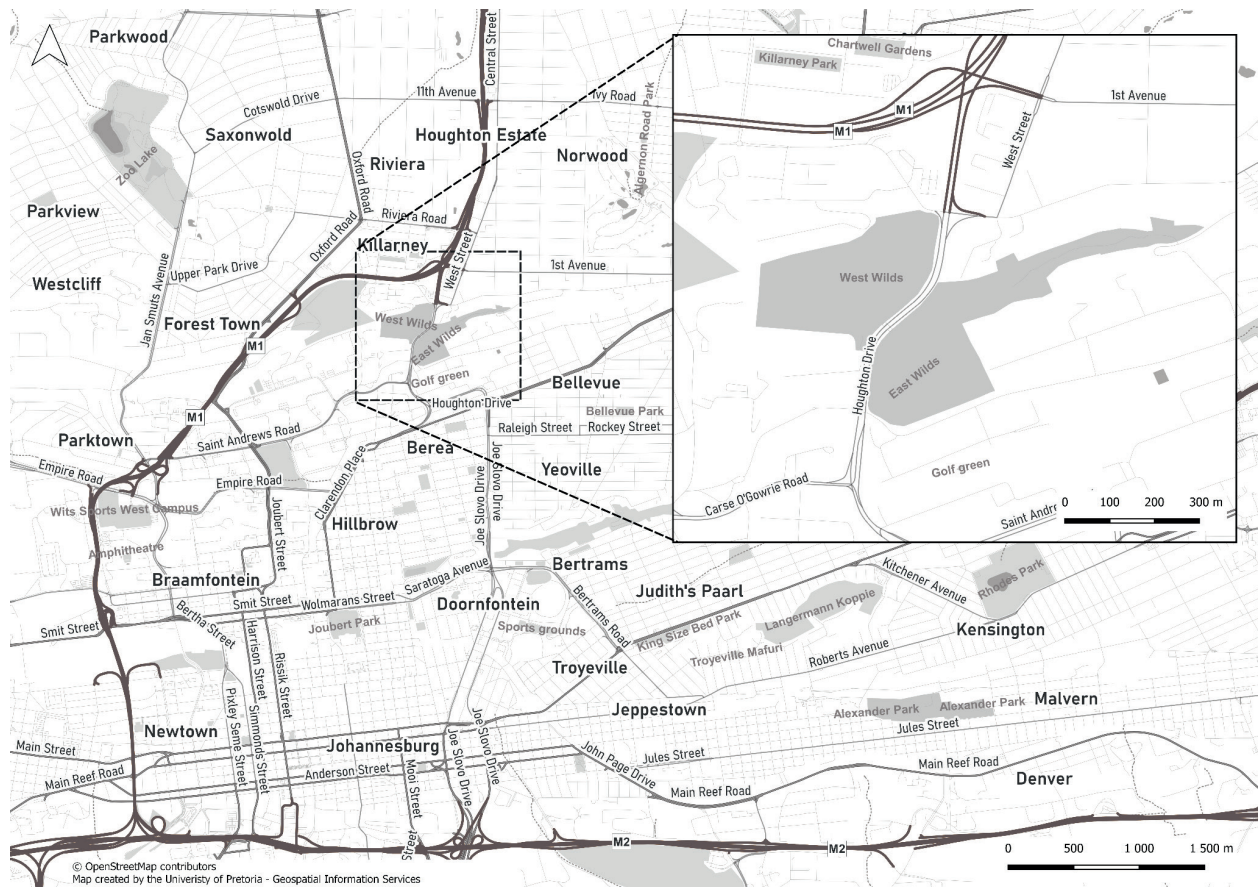 Parkwood
Central Street
Chartwell Gardens
Killarney Park
Cotswold Drive
11th Avenue
Ivy Road
M1
1st Avenue
Saxonwold
Houghton Estate
Algernon Road Park
M1
West Street
Zoo Lake
Oxford Road
Riviera
Norwood
Parkview
Oxford Road
Riviera Road
Killarney
West Street
Upper Park Drive
1st Avenue
West Wilds
Westcliff
Jan Smuts Avenue
Forest Town
West Wilds
M1
East Wilds
Houghton Drive
East Wilds
Golf green
Bellevue
M1
Houghton Drive
Bellevue Park
Parktown
Saint Andrews Road
Raleigh Street
Rockey Street
Berea
Golf green
Empire Road
Clarendon Place
Joe Slovo Drive
Yeoville
Carse O'Gowrie Road
0 100 200 300 m
Empire Road
Saint Andre
Wits Sports West Campus
Joubert Street
Hillbrow
Joe Slovo Drive
Amphitheatre
Braamfontein
Saratoga Avenue
Bertrams
Kitchener Avenue
Rhodes Park
Judith's Paarl
Smit Street
Wolmarans Street
Doornfontein
Bertrams Road
Langermann Koppie
Smit Street
Bertha Street
Joubert Park
Sports grounds
King Size Bed Park
Kensington
Harrison Street
Rissik Street
Troyeville
Troyeville Mafuri
Roberts Avenue
Pixley Seme Street
Simmonds Street
Jeppestown
Alexander Park
Alexander Park
Malvern
Newtown
Joe Slovo Drive
Jules Street
Main Street
Johannesburg
Joe Slovo Drive
Jules Street
Main Reef Road
Anderson Street
Mooi Street
John Page Drive
Main Reef Road
Main Reef Road
Denver
Street
M2
M2
© OpenStreetMap contributors
Map created by the Univeristy of Pretoria - Geospatial Information Services
0 500 1 000 1 500 m